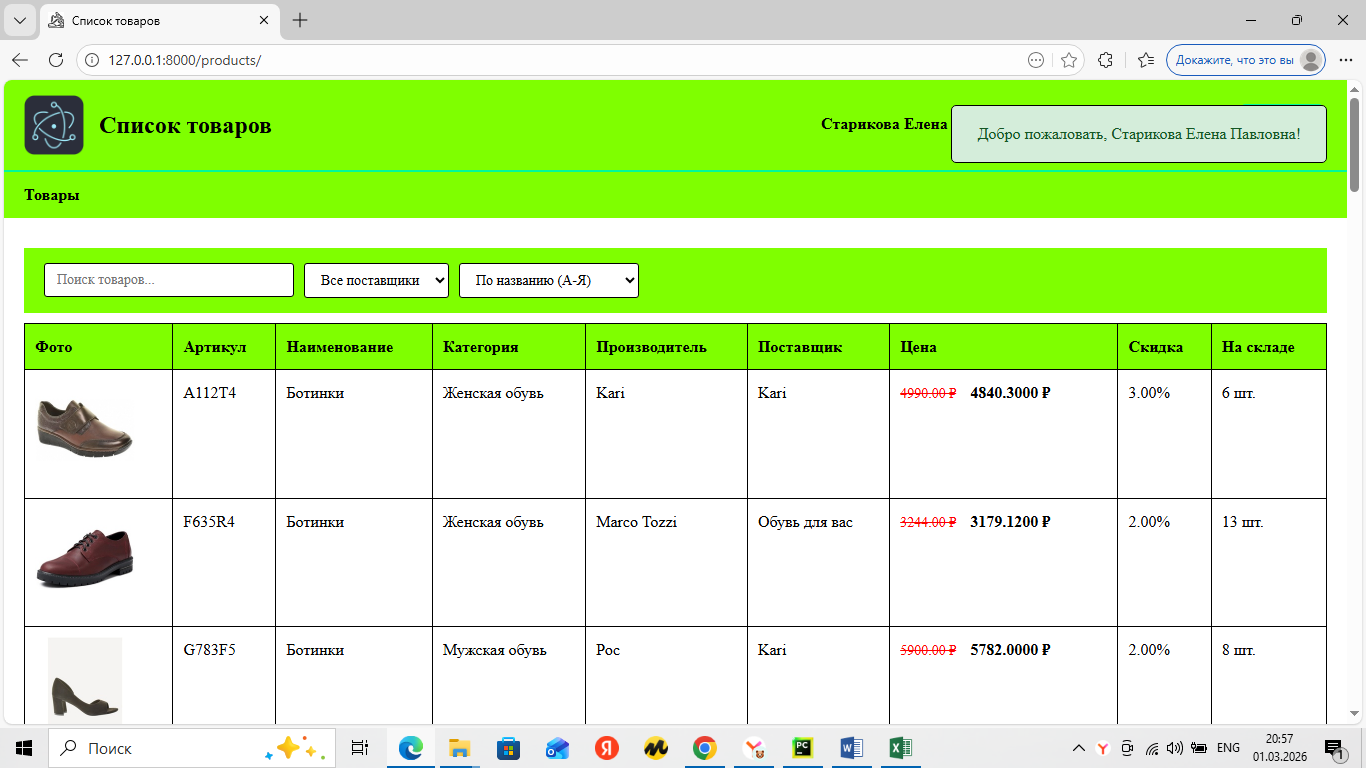 Список товаров
127.0.0.1:8000/products/
Докажите, что это вы
Список товаров
Старикова Елена
Добро пожаловать, Старикова Елена Павловна!
Товары
Поиск товаров...
Все поставщики
По названию (А-Я)
Фото Артикул Наименование Категория Производитель Поставщик Цена Скидка На складе
A112T4 Ботинки Женская обувь Kari Kari 4990.00 ₽ 4840.3000 ₽ 3.00% 6 шт.
F635R4 Ботинки Женская обувь Marco Tozzi Обувь для вас 3244.00 ₽ 3179.1200 ₽ 2.00% 13 шт.
G783F5 Ботинки Мужская обувь Рос Kari 5900.00 ₽ 5782.0000 ₽ 2.00% 8 шт.
Поиск
ENG
20:57
01.03.2026
1